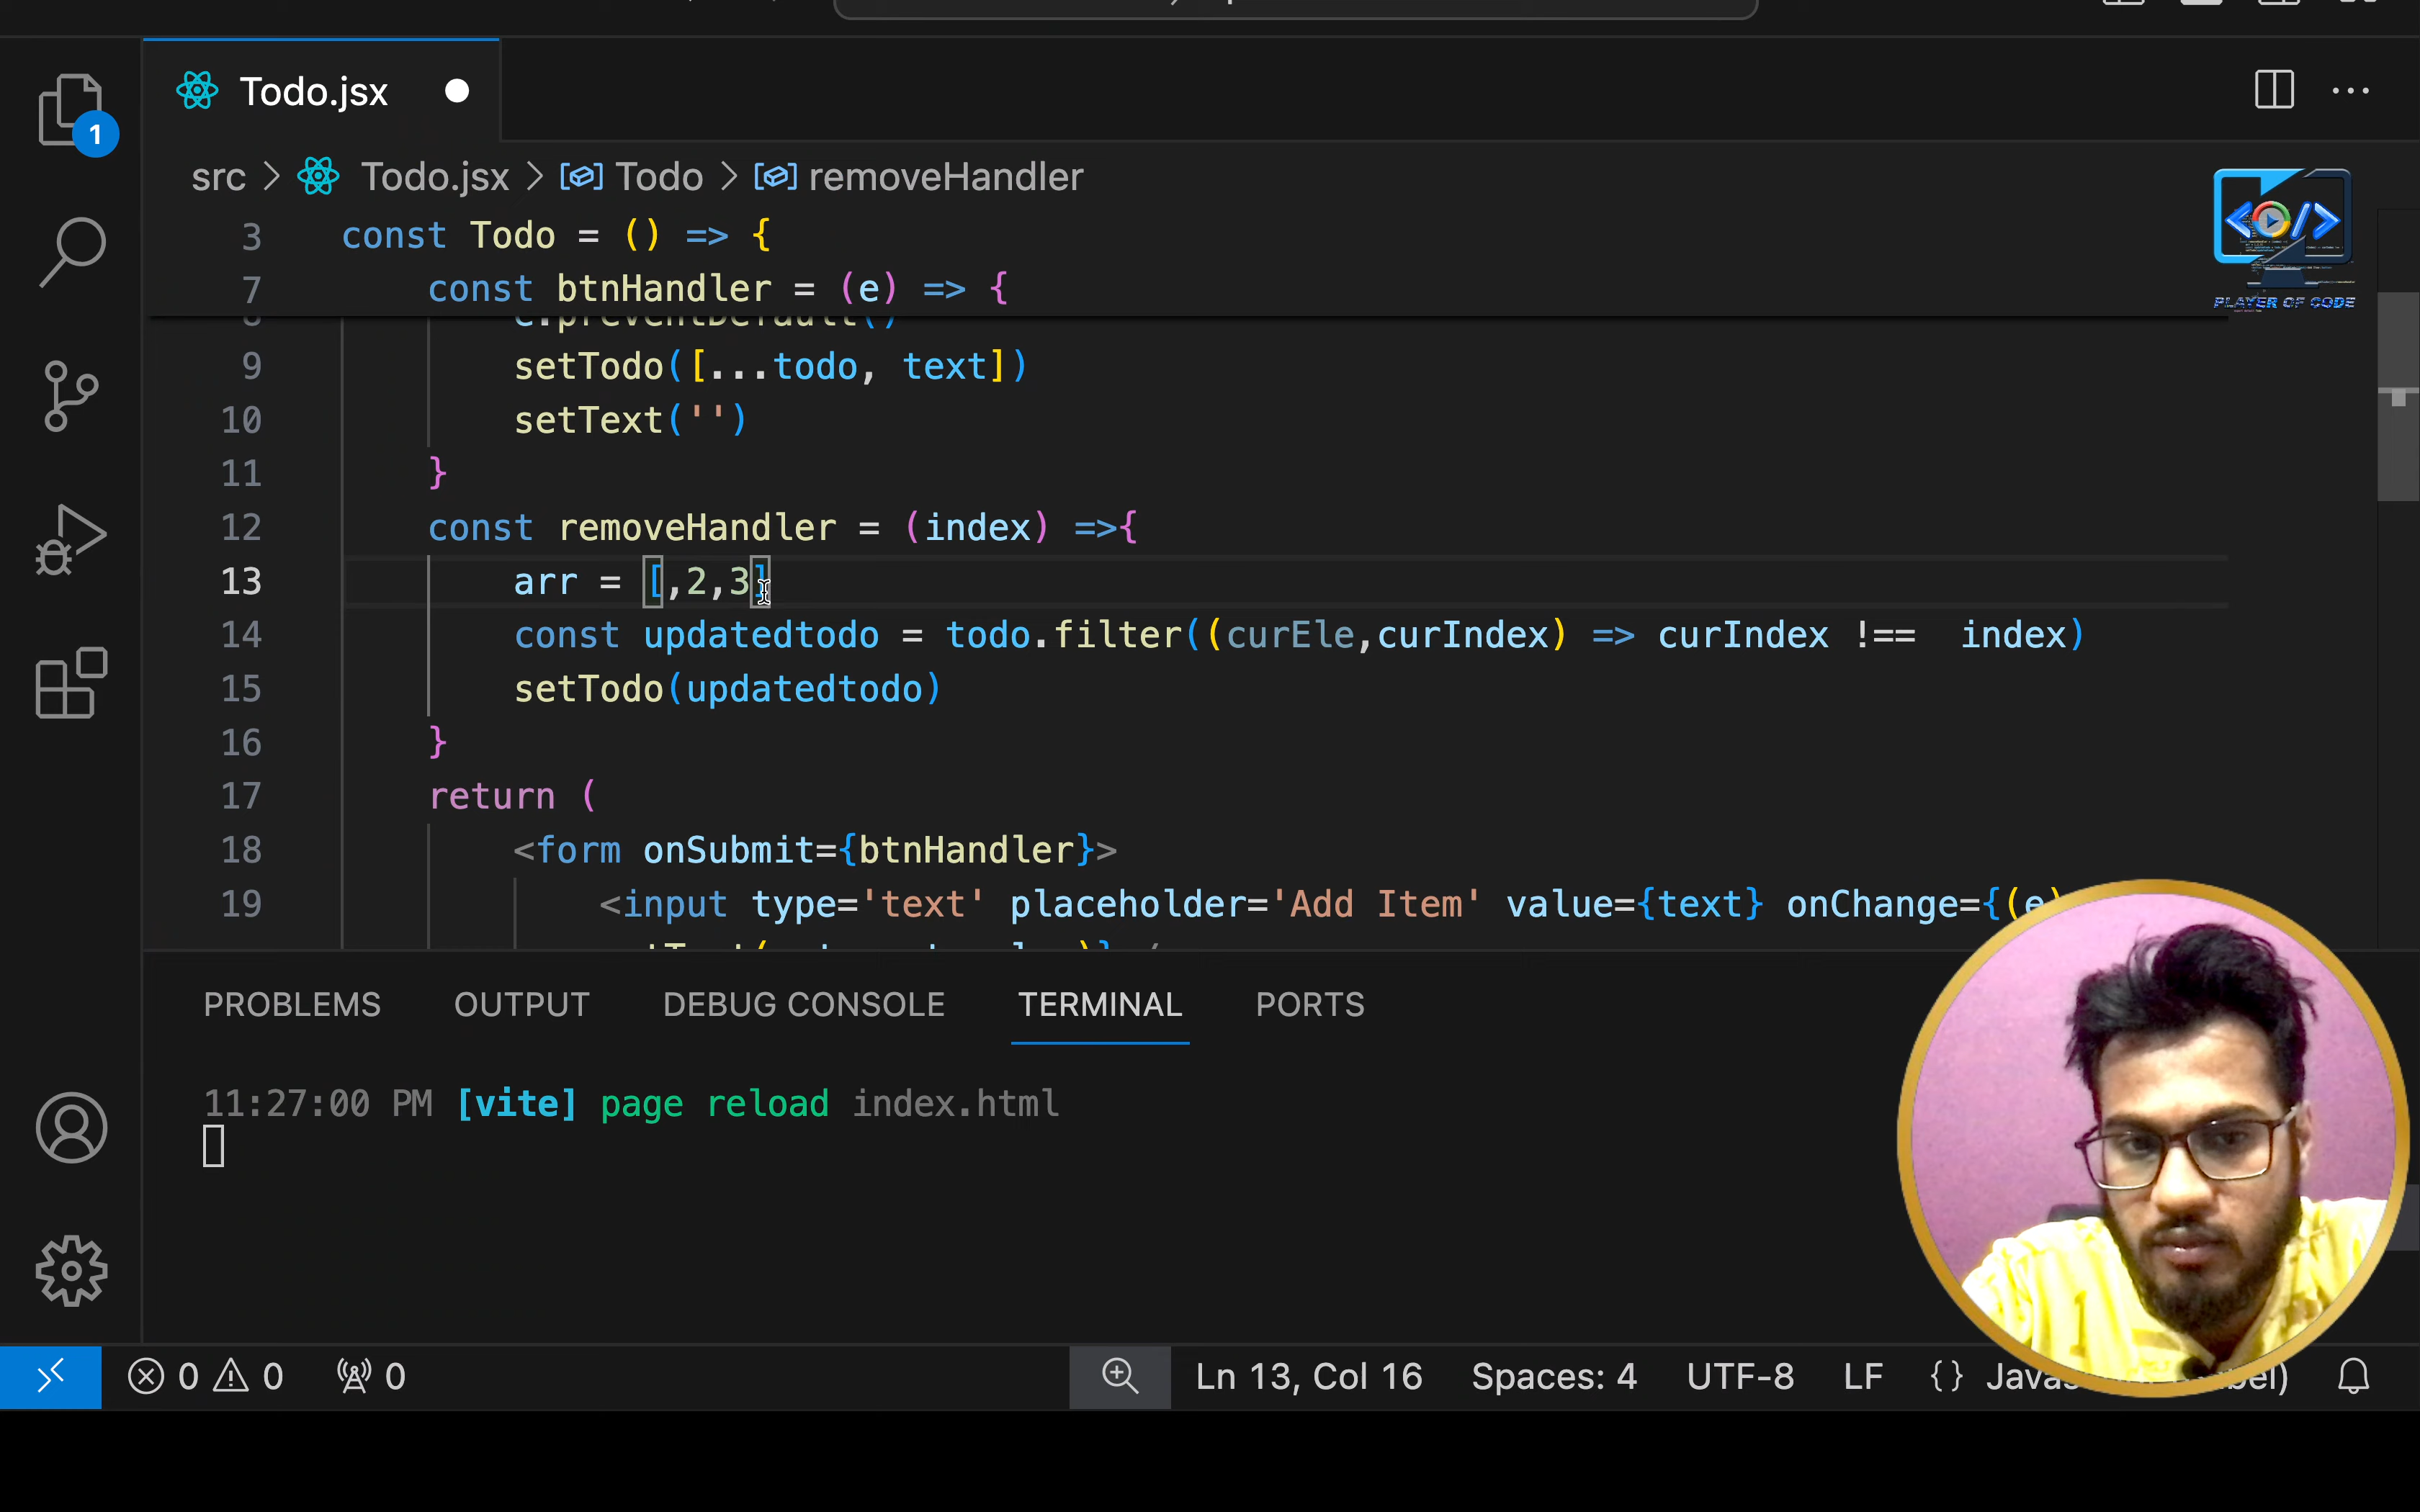 Todo.jsx
1
src > Todo.jsx > Todo > removeHandler
PLAYER OF CODE
3 const Todo = () => {
7 const btnHandler = (e) => {
e.preventDefault()
9 setTodo([...todo, text])
10 setText('')
11 }
12 const removeHandler = (index) =>{
13 arr = [,2,3]
14 const updatedtodo = todo.filter((curEle,curIndex) => curIndex !==  index)
15 setTodo(updatedtodo)
16 }
17 return (
18 <form onSubmit={btnHandler}>
19 <input type='text' placeholder='Add Item' value={text} onChange={(e)
PROBLEMS OUTPUT DEBUG CONSOLE TERMINAL PORTS
11:27:00 PM [vite] page reload index.html
0 0 0 Ln 13, Col 16 Spaces: 4 UTF-8 LF {}